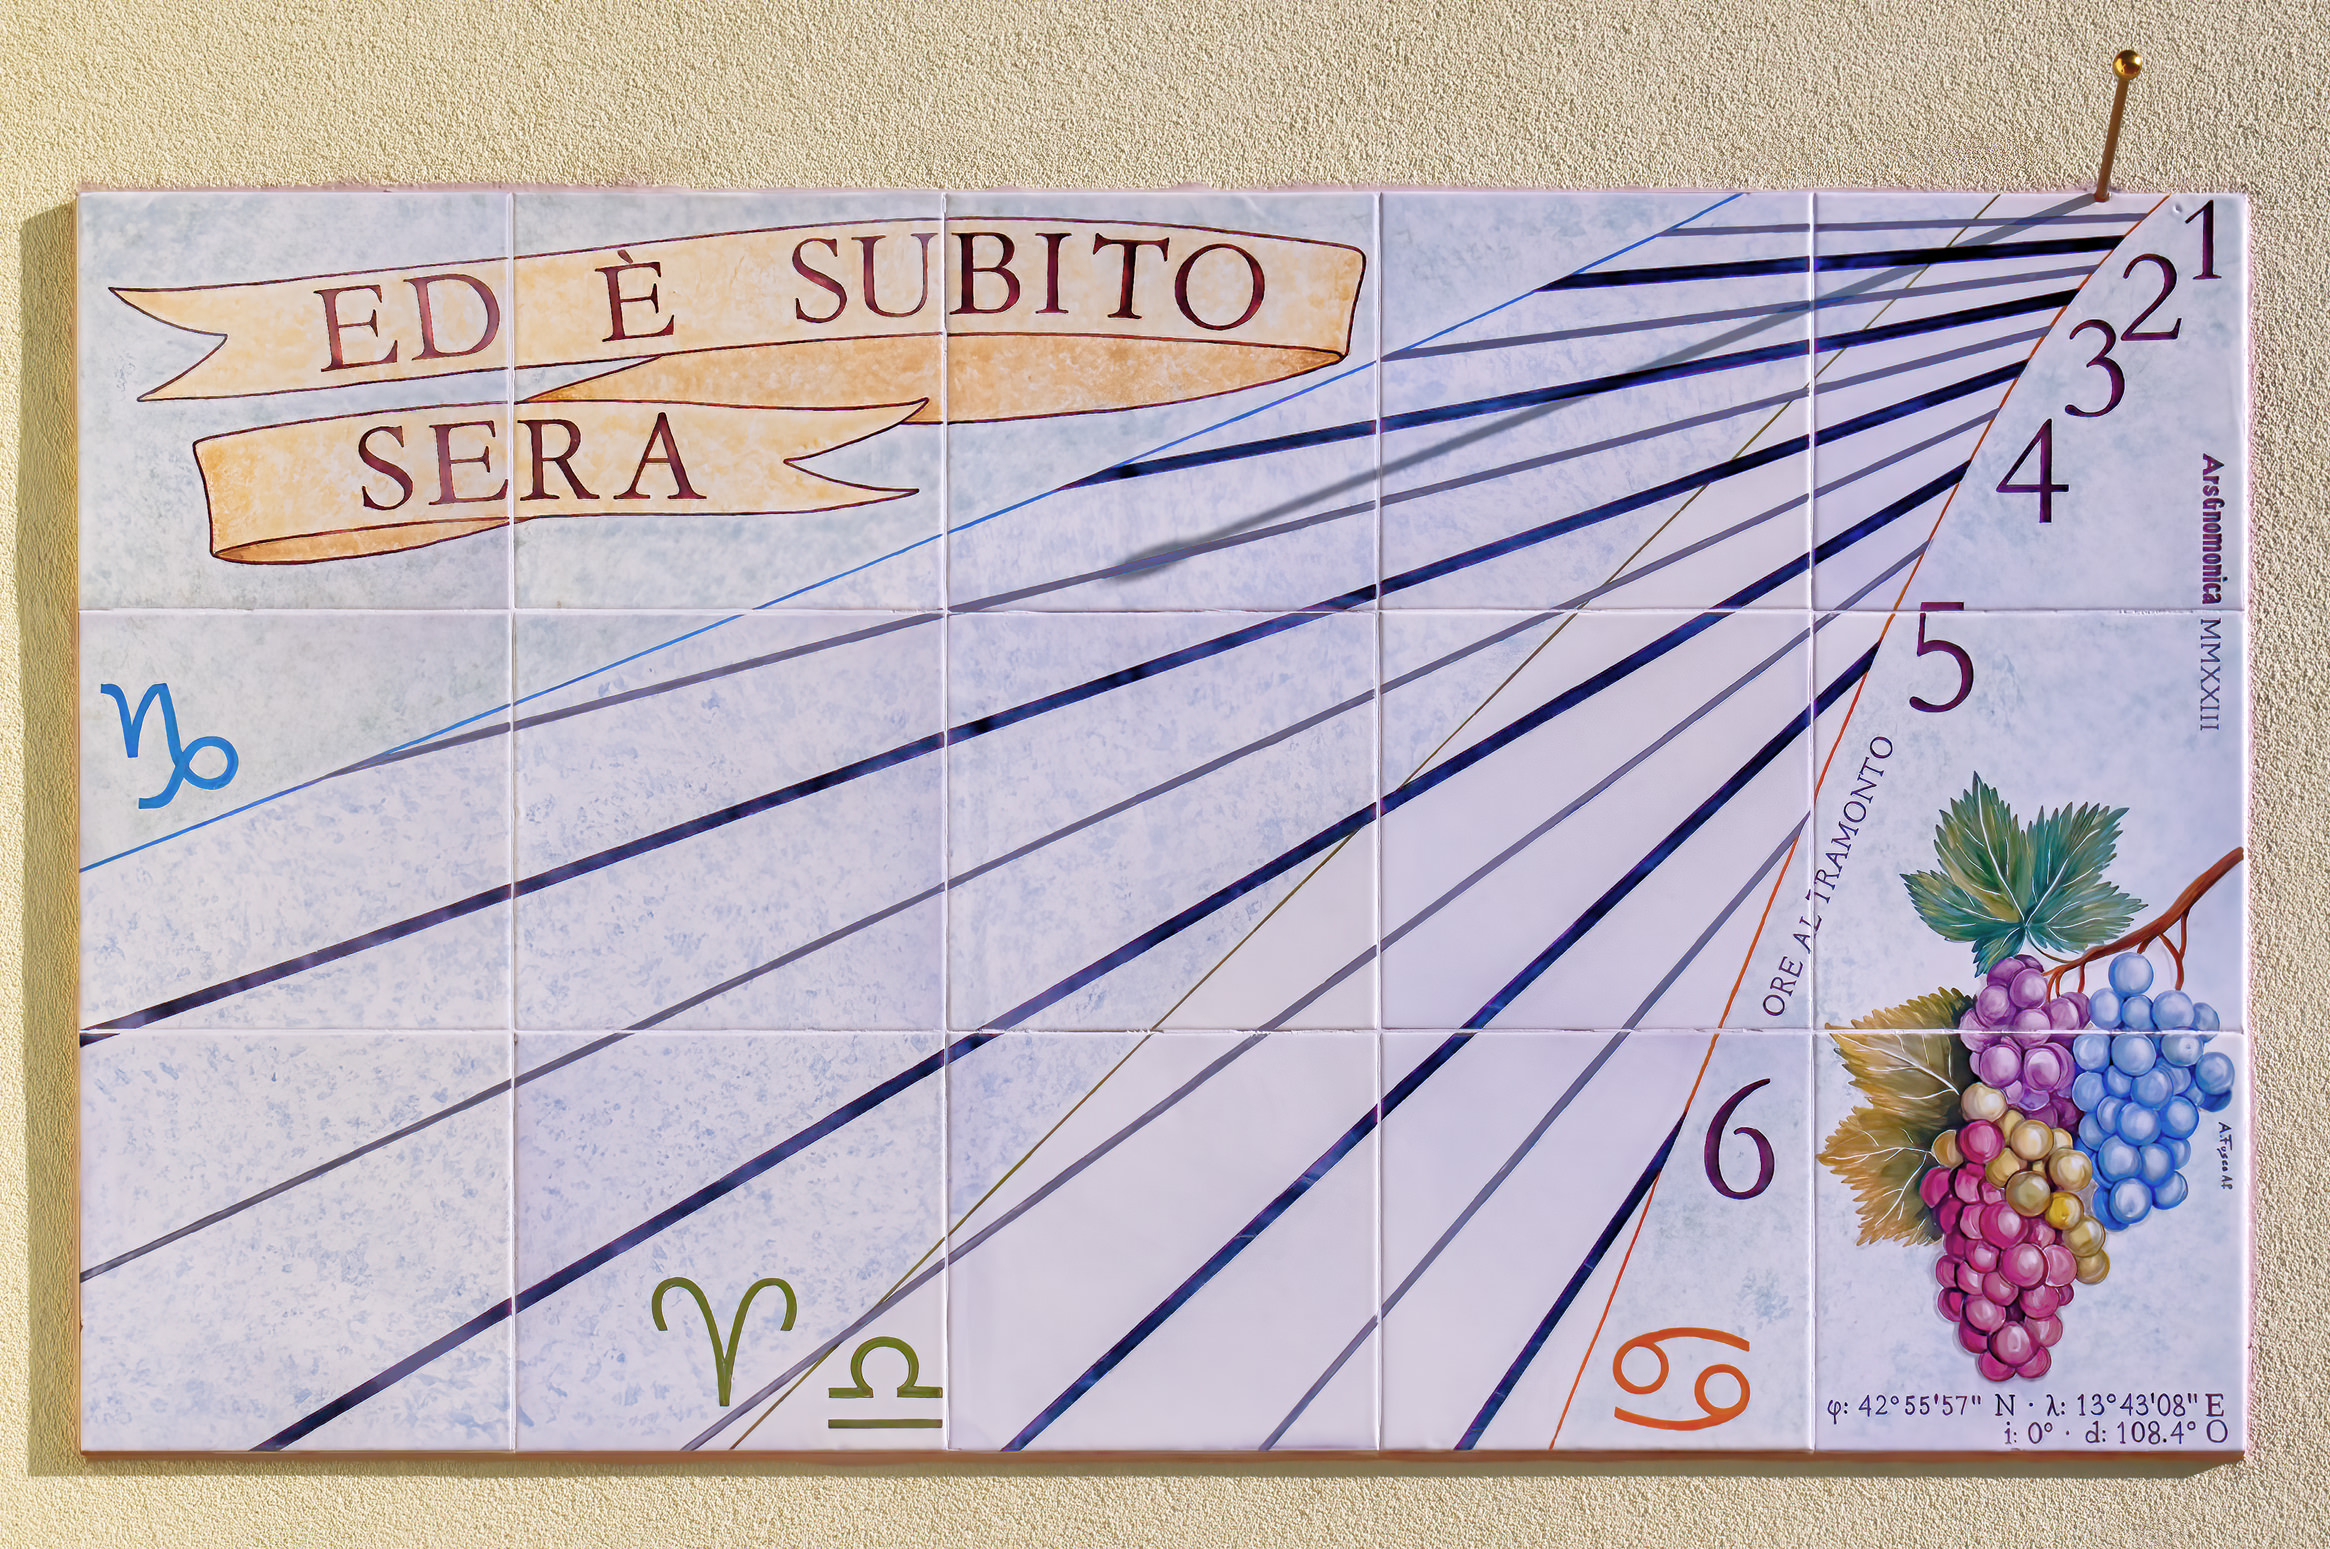 ED È SUBITO
SERA
1
2
3
4
5
6
ArsGnomonica MMXXIII
ORE AL TRAMONTO
♑
♈ ♎
♋
A.Fusco
φ: 42°55'57" N · λ: 13°43'08" E
i: 0° · d: 108.4° O